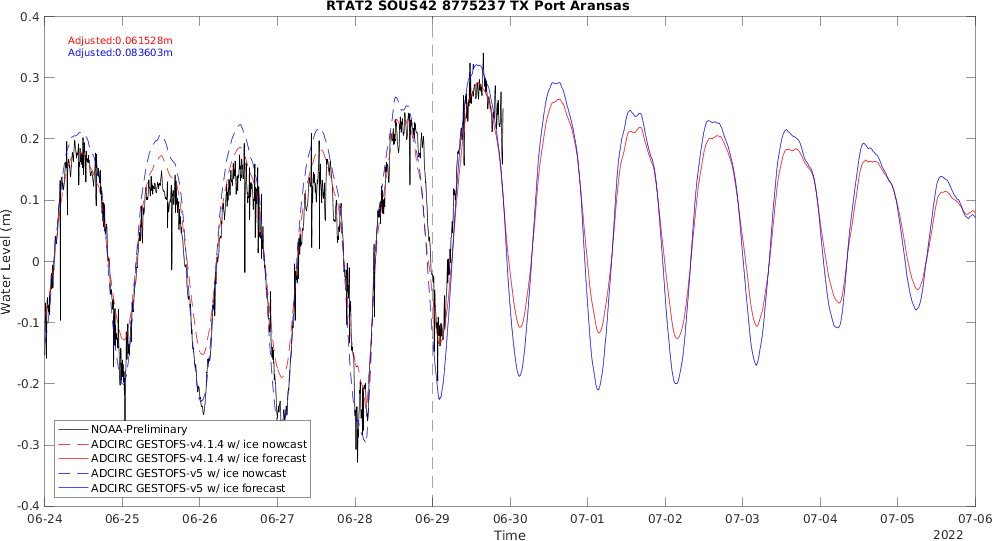 RTAT2 SOUS42 8775237 TX Port Aransas
Adjusted:0.061528m
Adjusted:0.083603m
0.4
0.3
0.2
0.1
0
-0.1
-0.2
-0.3
-0.4
Water Level (m)
NOAA-Preliminary
ADCIRC GESTOFS-v4.1.4 w/ ice nowcast
ADCIRC GESTOFS-v4.1.4 w/ ice forecast
ADCIRC GESTOFS-v5 w/ ice nowcast
ADCIRC GESTOFS-v5 w/ ice forecast
06-24 06-25 06-26 06-27 06-28 06-29 06-30 07-01 07-02 07-03 07-04 07-05 07-06
Time
2022